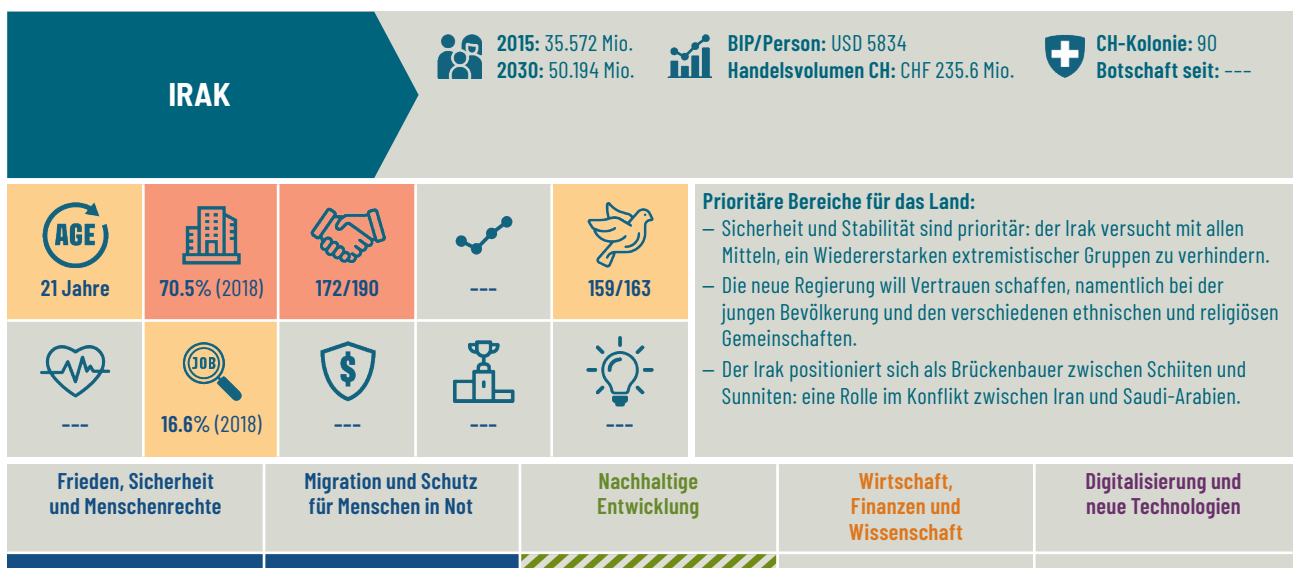 IRAK
2015: 35.572 Mio.
2030: 50.194 Mio.
BIP/Person: USD 5834
Handelsvolumen CH: CHF 235.6 Mio.
CH-Kolonie: 90
Botschaft seit: –––
AGE
21 Jahre
70.5% (2018)
172/190
–––
159/163
–––
JOB
16.6% (2018)
$
–––
–––
–––
Prioritäre Bereiche für das Land:
– Sicherheit und Stabilität sind prioritär: der Irak versucht mit allen
Mitteln, ein Wiedererstarken extremistischer Gruppen zu verhindern.
– Die neue Regierung will Vertrauen schaffen, namentlich bei der
jungen Bevölkerung und den verschiedenen ethnischen und religiösen
Gemeinschaften.
– Der Irak positioniert sich als Brückenbauer zwischen Schiiten und
Sunniten: eine Rolle im Konflikt zwischen Iran und Saudi-Arabien.
Frieden, Sicherheit
und Menschenrechte
Migration und Schutz
für Menschen in Not
Nachhaltige
Entwicklung
Wirtschaft,
Finanzen und
Wissenschaft
Digitalisierung und
neue Technologien